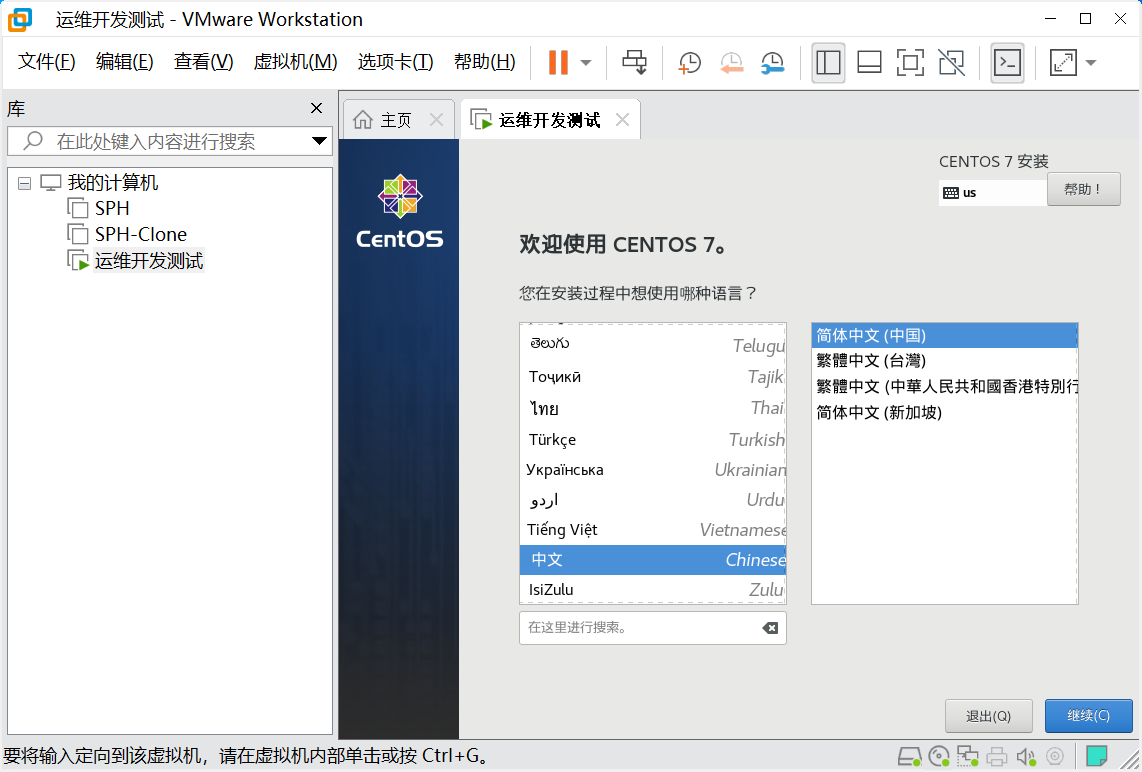 运维开发测试 - VMware Workstation
文件(F) 编辑(E) 查看(V) 虚拟机(M) 选项卡(T) 帮助(H)
库
在此处键入内容进行搜索
我的计算机
SPH
SPH-Clone
运维开发测试
主页
运维开发测试
CentOS
CENTOS 7 安装
us
帮助！
欢迎使用 CENTOS 7。
您在安装过程中想使用哪种语言？
తెలుగు Telugu
Тоҷикӣ Tajik
ไทย Thai
Türkçe Turkish
Українська Ukrainian
اردو Urdu
Tiếng Việt Vietnamese
中文 Chinese
IsiZulu Zulu
在这里进行搜索。
简体中文 (中国)
繁體中文 (台灣)
繁體中文 (中華人民共和國香港特別行
简体中文 (新加坡)
退出(Q)
继续(C)
要将输入定向到该虚拟机，请在虚拟机内部单击或按 Ctrl+G。